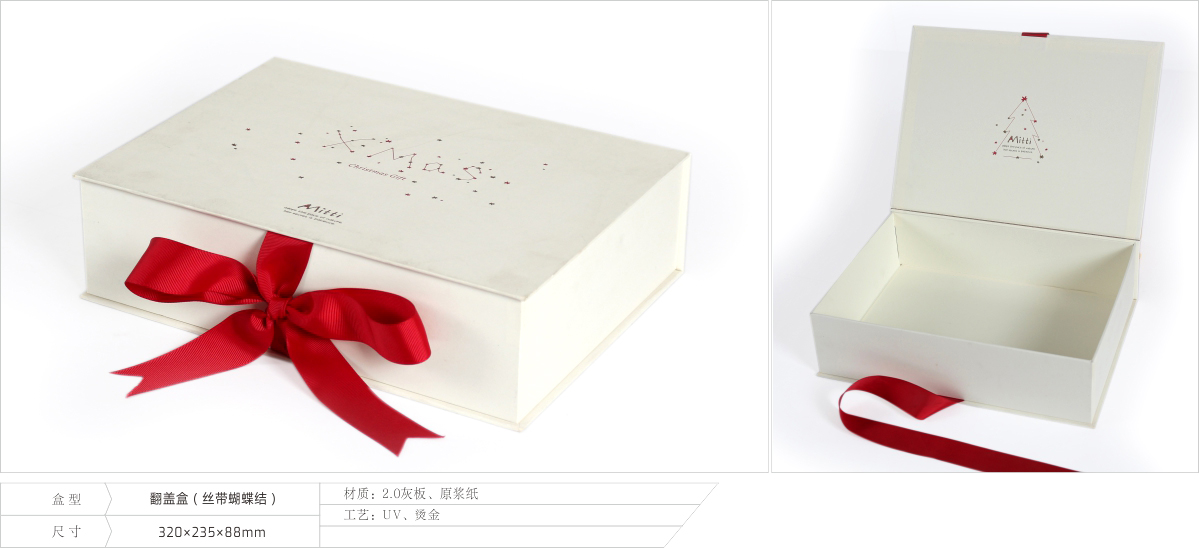 XMas
Christmas Gift
Mitti
Mitti
盒型
翻盖盒（丝带蝴蝶结）
尺寸
320×235×88mm
材质：2.0灰板、原浆纸
工艺：UV、烫金